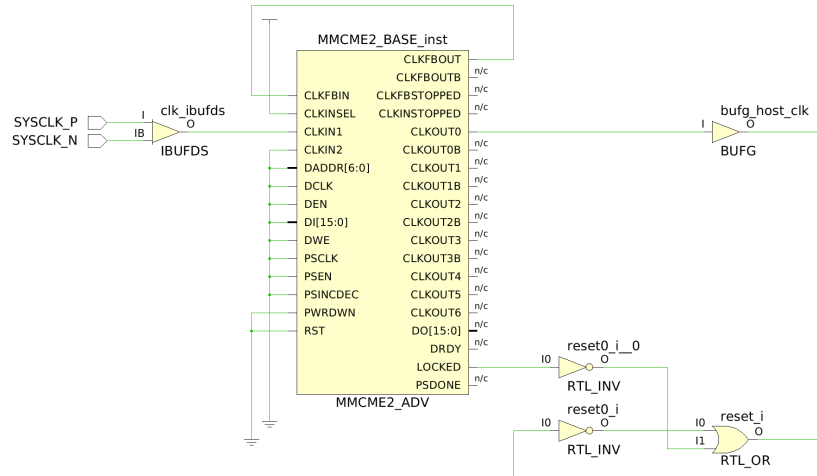 MMCME2_BASE_inst
CLKFBOUT
CLKFBOUTB n/c
CLKFBIN CLKFBSTOPPED n/c
CLKINSEL CLKINSTOPPED n/c
clk_ibufds
SYSCLK_P I O
SYSCLK_N IB
IBUFDS
CLKIN1 CLKOUT0
bufg_host_clk
I O
BUFG
CLKIN2 CLKOUT0B n/c
DADDR[6:0] CLKOUT1 n/c
DCLK CLKOUT1B n/c
DEN CLKOUT2 n/c
DI[15:0] CLKOUT2B n/c
DWE CLKOUT3 n/c
PSCLK CLKOUT3B n/c
PSEN CLKOUT4 n/c
PSINCDEC CLKOUT5 n/c
PWRDWN CLKOUT6 n/c
RST DO[15:0] n/c
DRDY n/c
LOCKED
PSDONE n/c
MMCME2_ADV
reset0_i__0
I0 O
RTL_INV
reset0_i
I0 O
RTL_INV
reset_i
I0 O
I1
RTL_OR